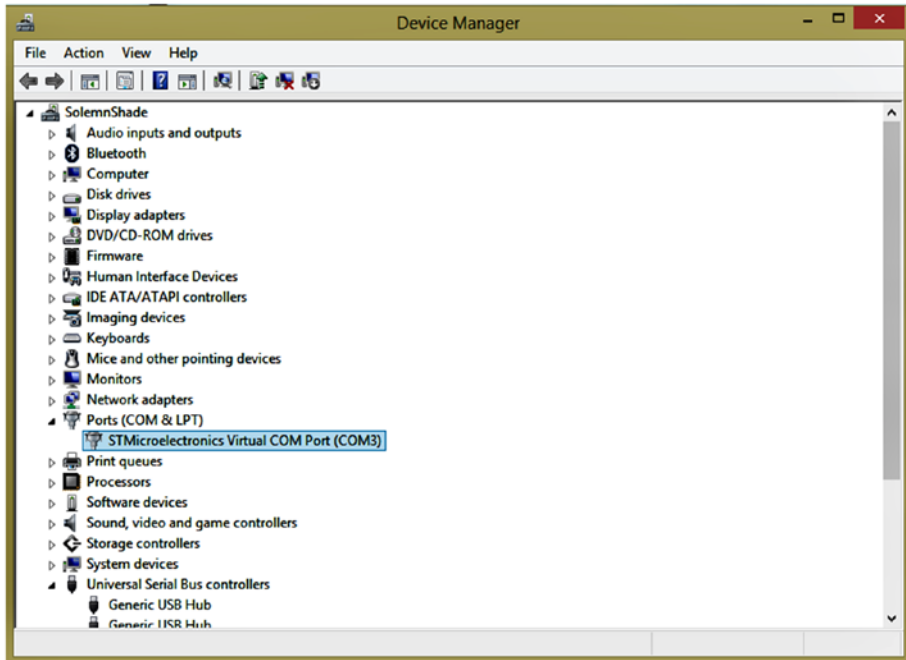 Device Manager
File Action View Help
SolemnShade
Audio inputs and outputs
Bluetooth
Computer
Disk drives
Display adapters
DVD/CD-ROM drives
Firmware
Human Interface Devices
IDE ATA/ATAPI controllers
Imaging devices
Keyboards
Mice and other pointing devices
Monitors
Network adapters
Ports (COM & LPT)
STMicroelectronics Virtual COM Port (COM3)
Print queues
Processors
Software devices
Sound, video and game controllers
Storage controllers
System devices
Universal Serial Bus controllers
Generic USB Hub
Generic USB Hub